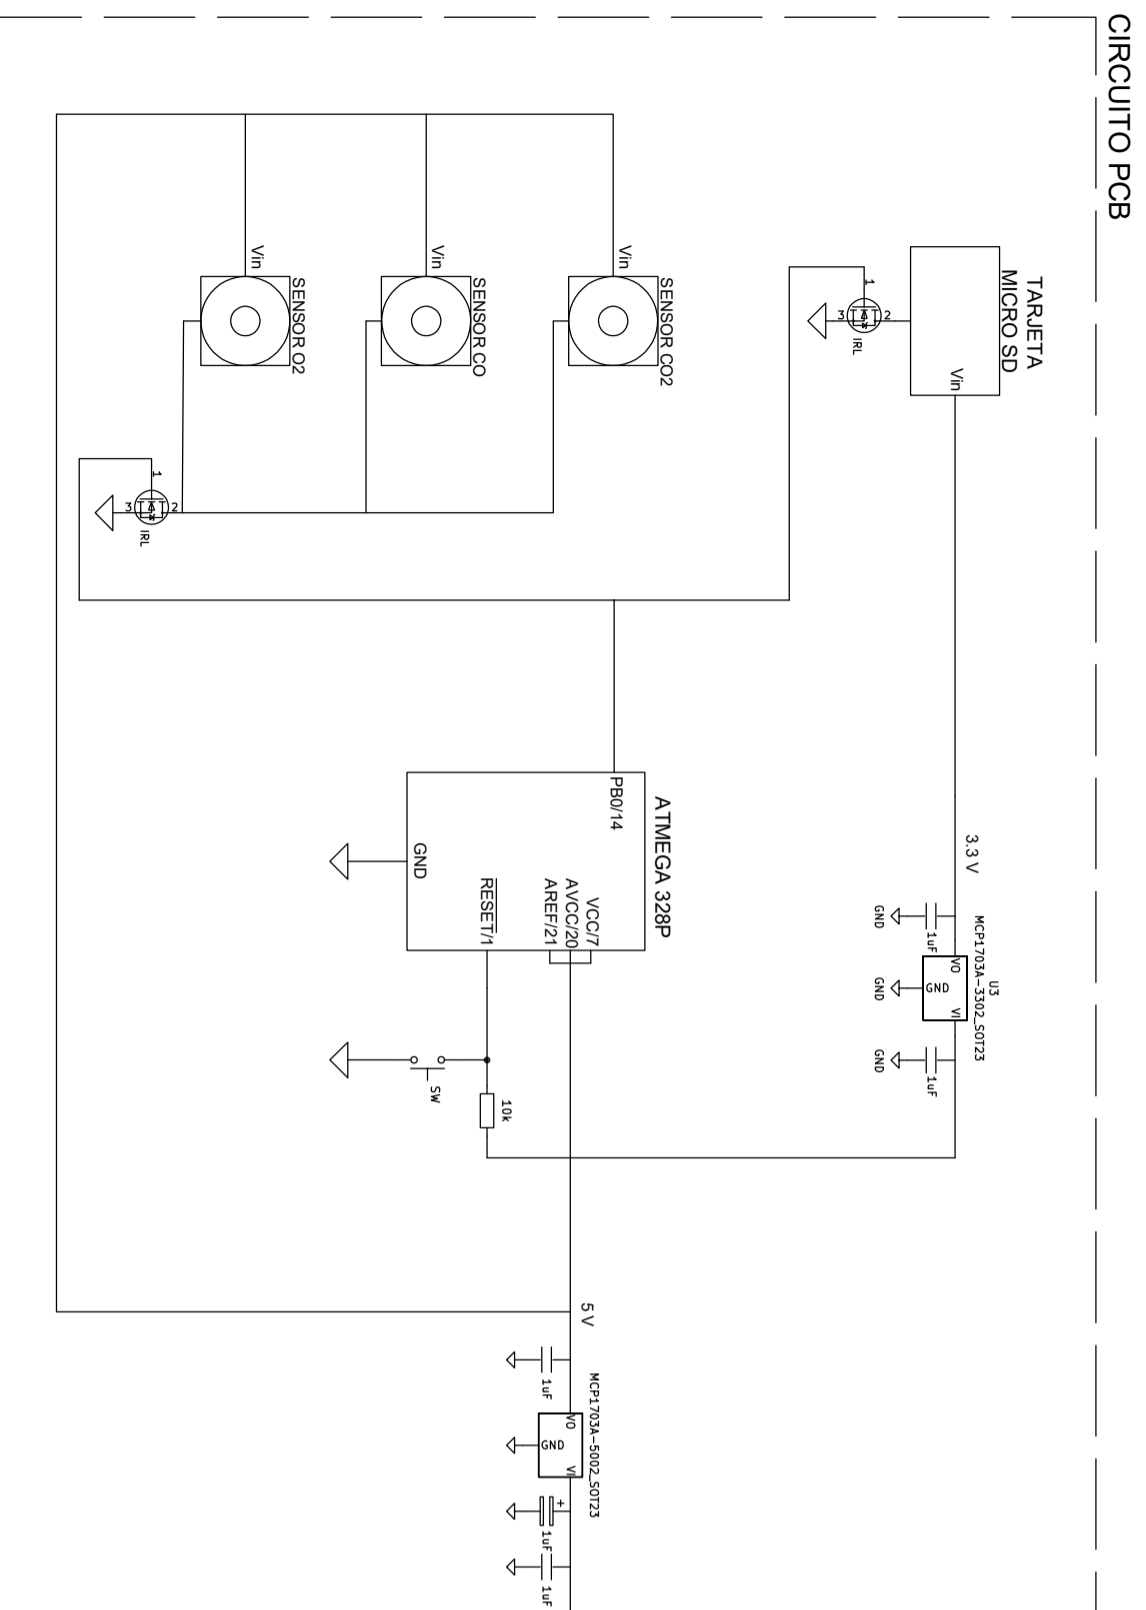 CIRCUITO PCB
TARJETA
MICRO SD
Vin
1
2
3
IRL
SENSOR CO2
Vin
SENSOR CO
Vin
SENSOR O2
Vin
1
2
3
IRL
3.3 V
U3
MCP1703A-3302_SOT23
VO
GND
VI
1uF
GND
GND
1uF
GND
ATMEGA 328P
PB0/14
VCC/7
AVCC/20
AREF/21
RESET/1
GND
SW
10k
5 V
MCP1703A-5002_SOT23
VO
GND
VI
1uF
+
1uF
1uF